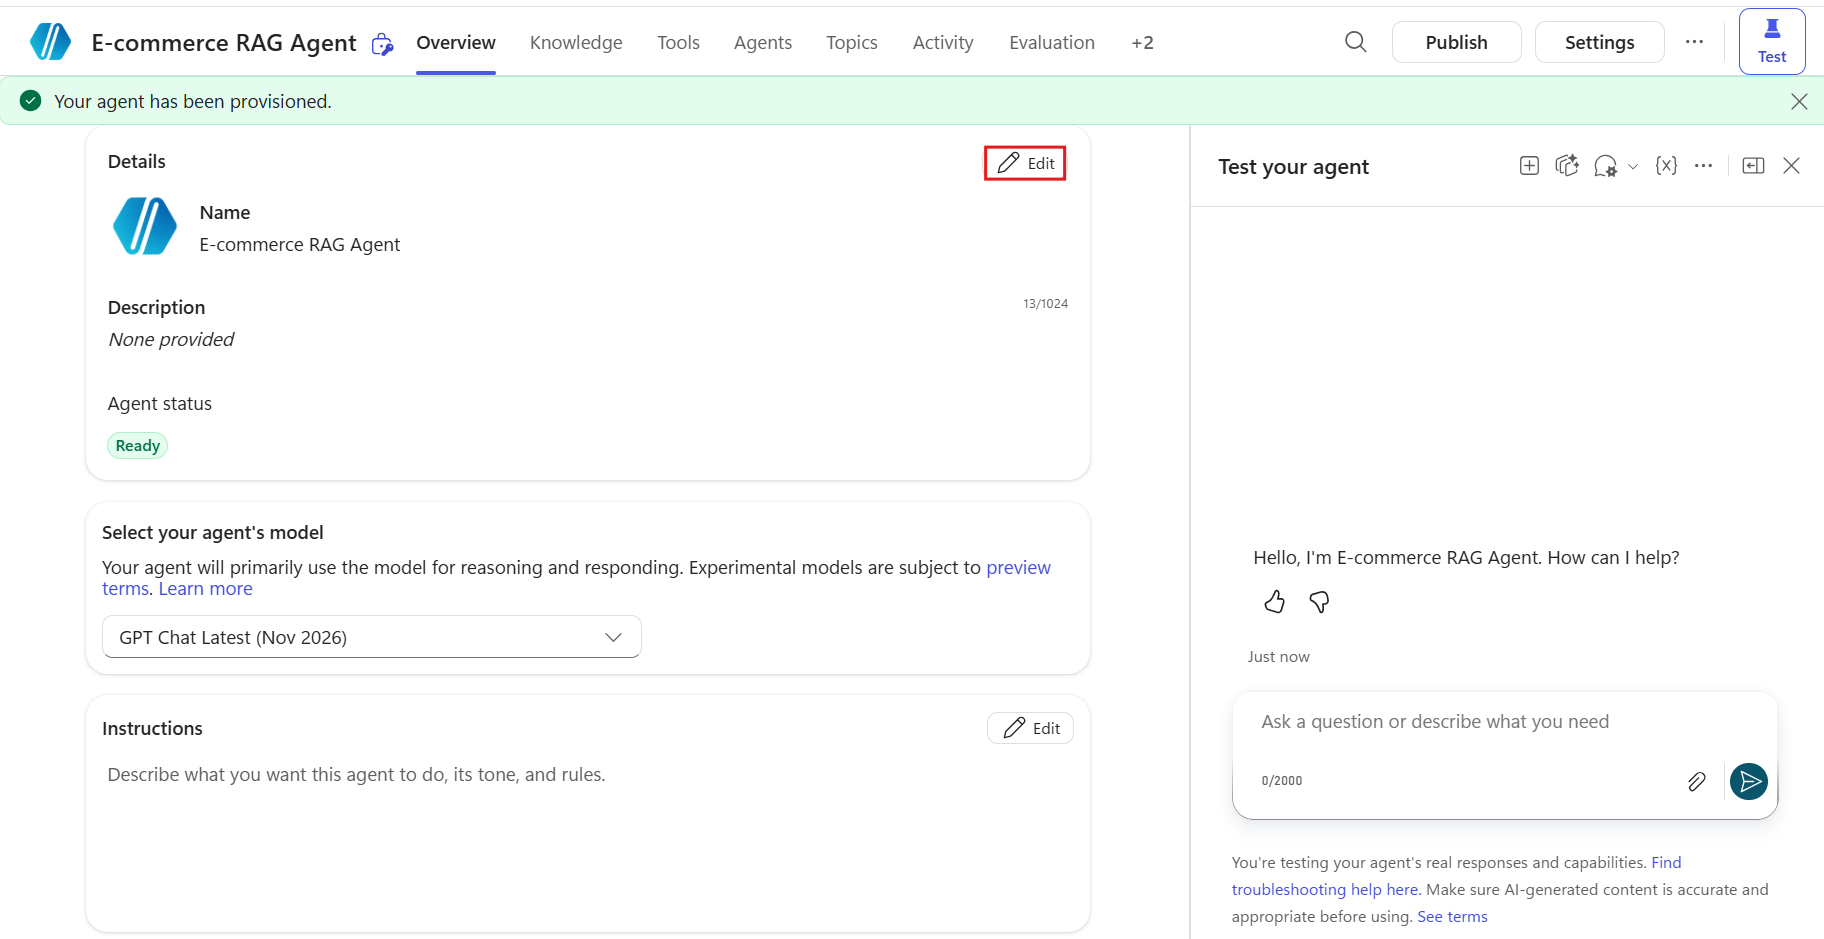 E-commerce RAG Agent
Overview
Knowledge
Tools
Agents
Topics
Activity
Evaluation
+2
Publish
Settings
Test
Your agent has been provisioned.
Details
Edit
Name
E-commerce RAG Agent
Description
13/1024
None provided
Agent status
Ready
Select your agent's model
Your agent will primarily use the model for reasoning and responding. Experimental models are subject to preview
terms. Learn more
GPT Chat Latest (Nov 2026)
Instructions
Edit
Describe what you want this agent to do, its tone, and rules.
Test your agent
{x}
Hello, I'm E-commerce RAG Agent. How can I help?
Just now
Ask a question or describe what you need
0/2000
You're testing your agent's real responses and capabilities. Find
troubleshooting help here. Make sure AI-generated content is accurate and
appropriate before using. See terms